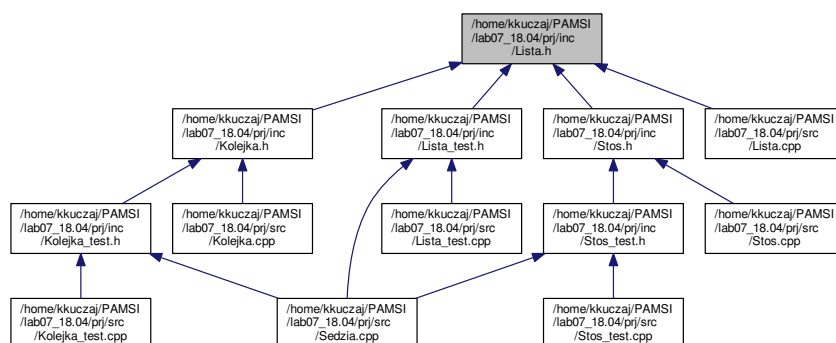 /home/kkuczaj/PAMSI
/lab07_18.04/prj/inc
/Lista.h
/home/kkuczaj/PAMSI
/lab07_18.04/prj/inc
/Kolejka.h
/home/kkuczaj/PAMSI
/lab07_18.04/prj/inc
/Lista_test.h
/home/kkuczaj/PAMSI
/lab07_18.04/prj/inc
/Stos.h
/home/kkuczaj/PAMSI
/lab07_18.04/prj/src
/Lista.cpp
/home/kkuczaj/PAMSI
/lab07_18.04/prj/inc
/Kolejka_test.h
/home/kkuczaj/PAMSI
/lab07_18.04/prj/src
/Kolejka.cpp
/home/kkuczaj/PAMSI
/lab07_18.04/prj/src
/Lista_test.cpp
/home/kkuczaj/PAMSI
/lab07_18.04/prj/inc
/Stos_test.h
/home/kkuczaj/PAMSI
/lab07_18.04/prj/src
/Stos.cpp
/home/kkuczaj/PAMSI
/lab07_18.04/prj/src
/Kolejka_test.cpp
/home/kkuczaj/PAMSI
/lab07_18.04/prj/src
/Sedzia.cpp
/home/kkuczaj/PAMSI
/lab07_18.04/prj/src
/Stos_test.cpp